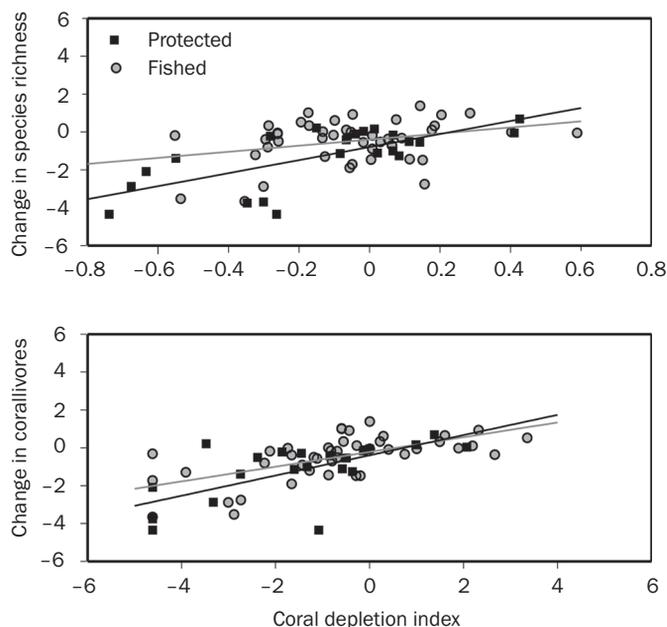 Change in species richness
6
4
2
0
−2
−4
−6
Protected
Fished
−0.8 −0.6 −0.4 −0.2 0 0.2 0.4 0.6 0.8
Change in corallivores
6
4
2
0
−2
−4
−6
−6 −4 −2 0 2 4 6
Coral depletion index